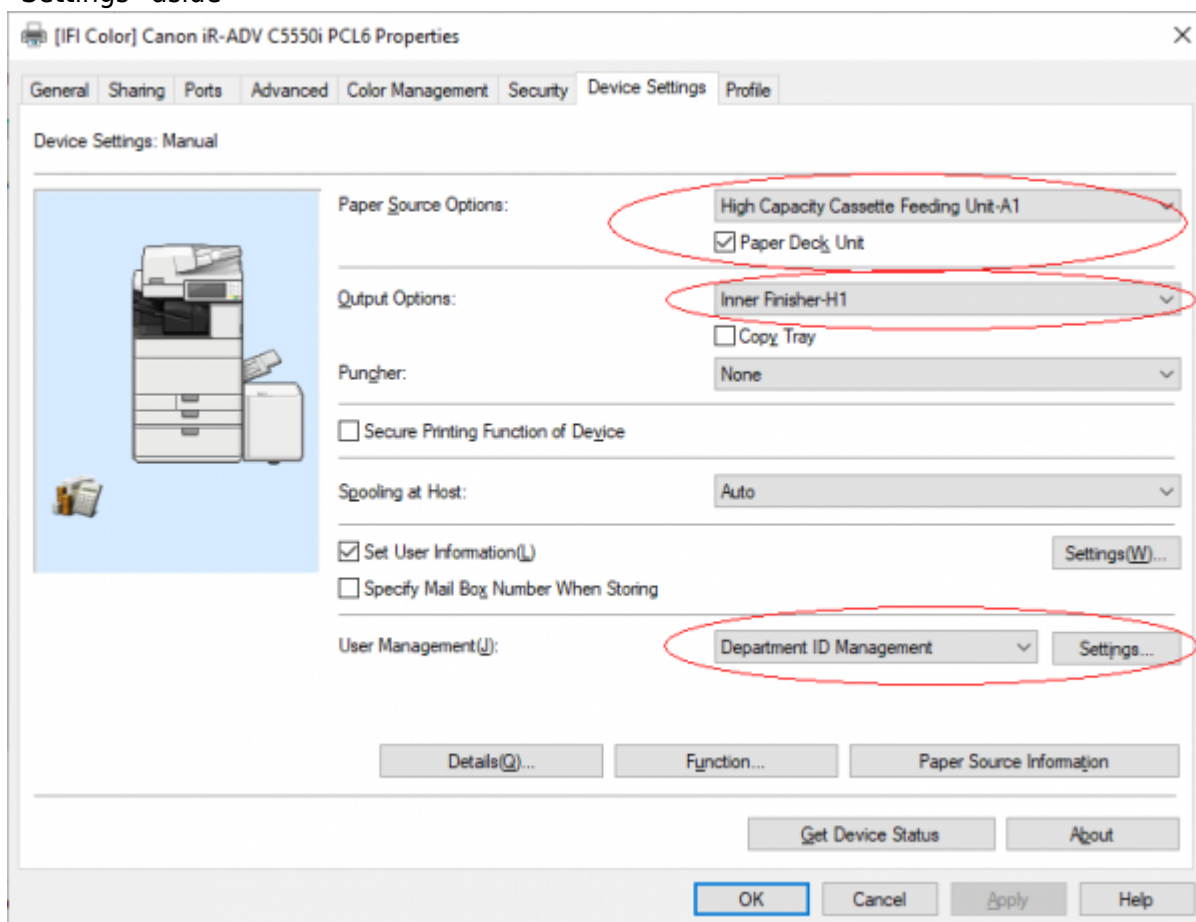 "Settings" aside
[IFI Color] Canon iR-ADV C5550i PCL6 Properties
General Sharing Ports Advanced Color Management Security Device Settings Profile
Device Settings: Manual
Paper Source Options: High Capacity Cassette Feeding Unit-A1
Paper Deck Unit
Output Options: Inner Finisher-H1
Copy Tray
Puncher: None
Secure Printing Function of Device
Spooling at Host: Auto
Set User Information(L) Settings(W)...
Specify Mail Box Number When Storing
User Management(J): Department ID Management Settings...
Details(Q)... Function... Paper Source Information
Get Device Status About
OK Cancel Apply Help